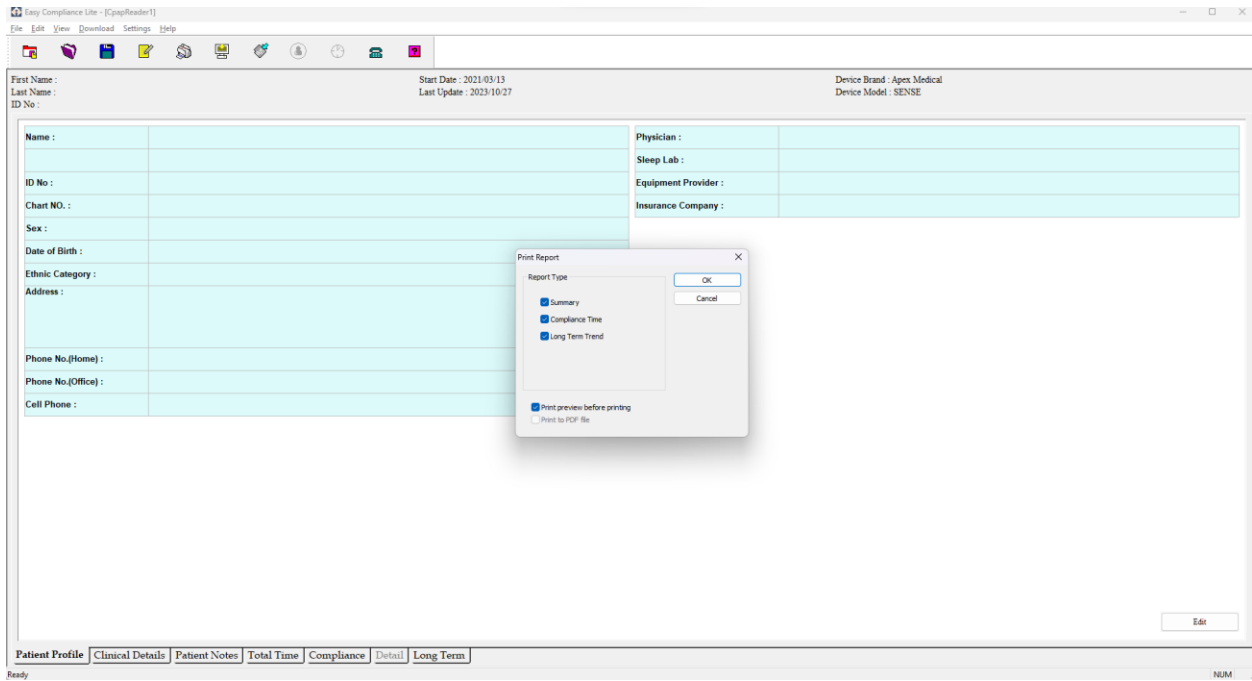 Easy Compliance Lite - [CpapReader1]
File Edit View Download Settings Help
First Name :
Last Name :
ID No :
Start Date : 2021/03/13
Last Update : 2023/10/27
Device Brand : Apex Medical
Device Model : SENSE
Name :
ID No :
Chart NO. :
Sex :
Date of Birth :
Ethnic Category :
Address :
Phone No.(Home) :
Phone No.(Office) :
Cell Phone :
Physician :
Sleep Lab :
Equipment Provider :
Insurance Company :
Print Report
Report Type
Summary
Compliance Time
Long Term Trend
OK
Cancel
Print preview before printing
Print to PDF file
Edit
Patient Profile Clinical Details Patient Notes Total Time Compliance Detail Long Term
Ready NUM